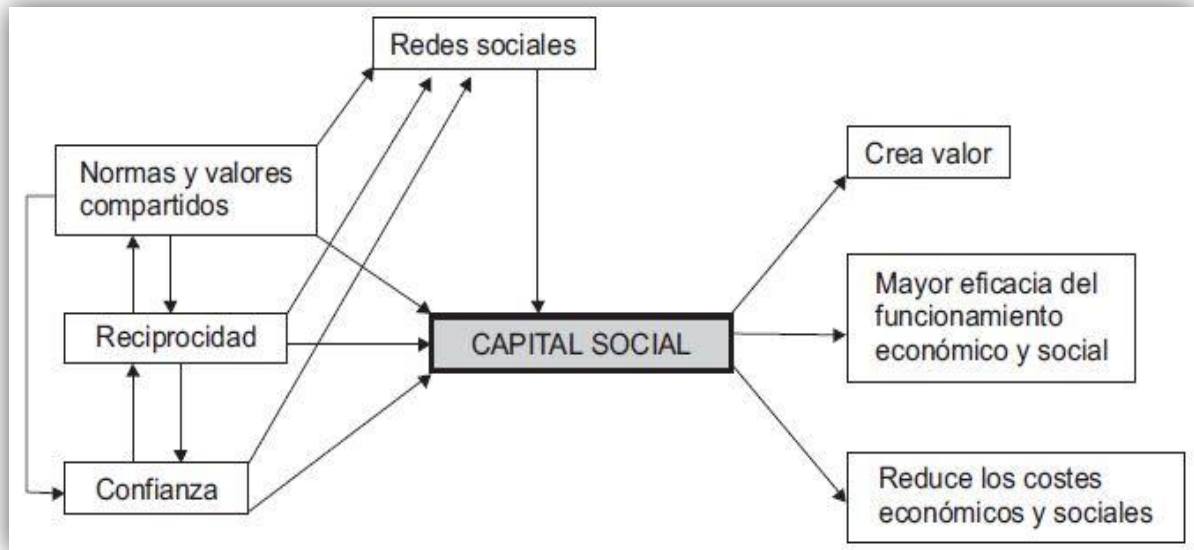 Redes sociales
Normas y valores
compartidos
Reciprocidad
Confianza
CAPITAL SOCIAL
Crea valor
Mayor eficacia del
funcionamiento
económico y social
Reduce los costes
económicos y sociales